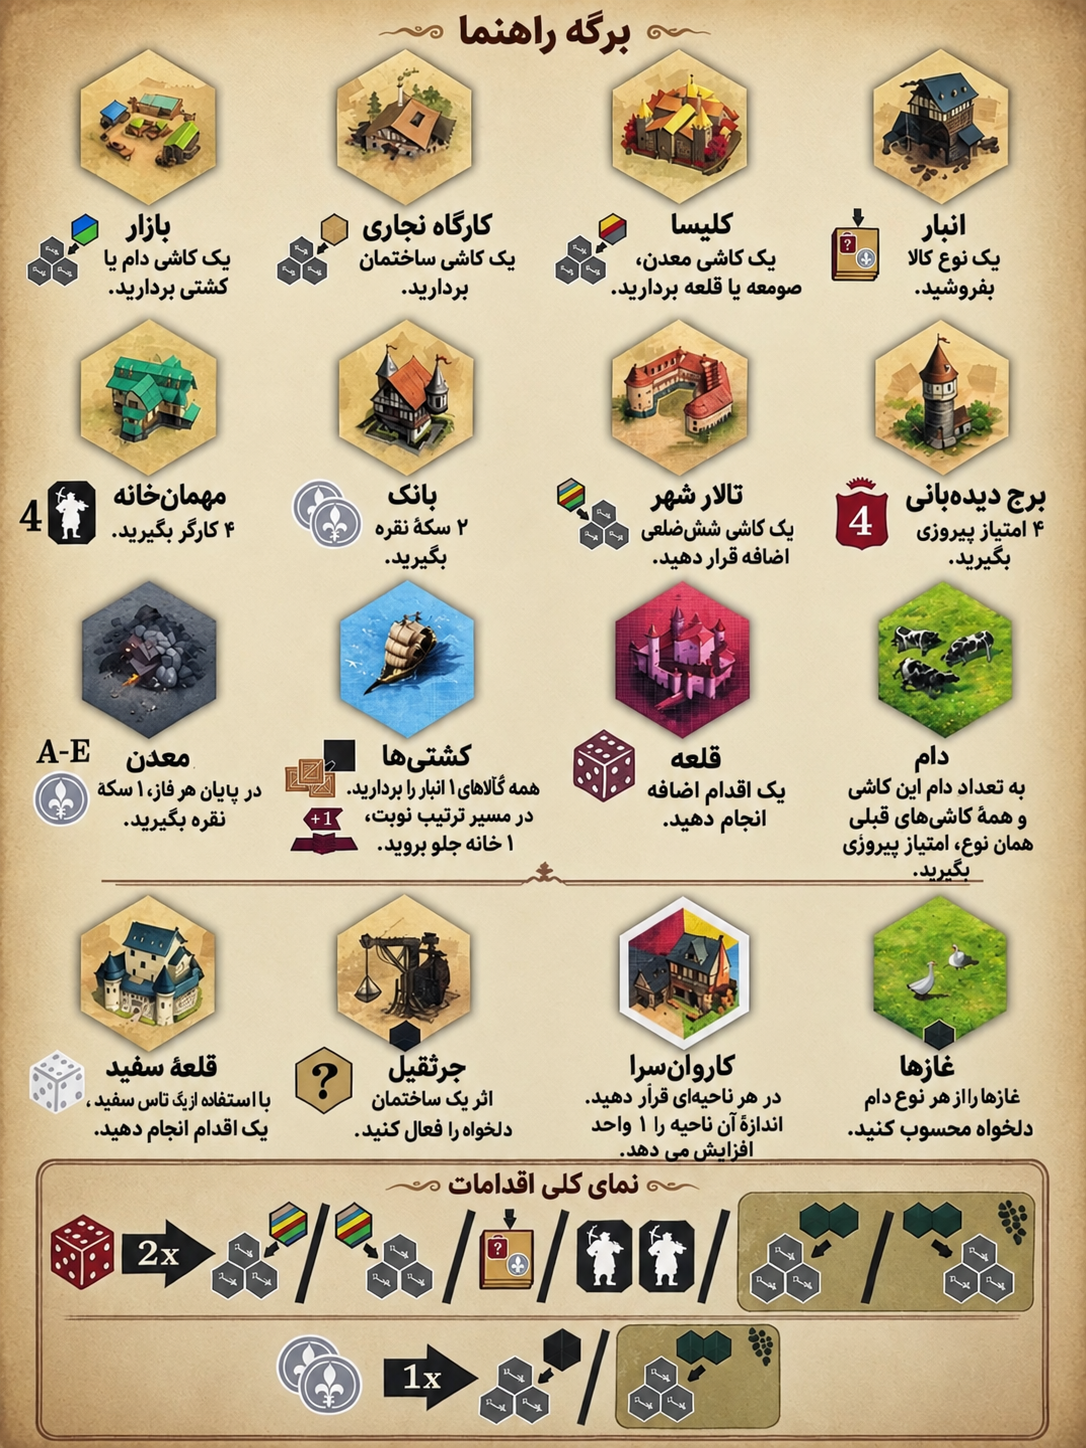 برگه راهنما
انبار
یک نوع کالا
بفروشید.
?
کلیسا
یک کاشی معدن،
صومعه یا قلعه بردارید.
کارگاه نجاری
یک کاشی ساختمان
بردارید.
بازار
یک کاشی دام یا
کشتی بردارید.
برج دیده‌بانی
۴ امتیاز پیروزی
بگیرید.
4
تالار شهر
یک کاشی شش‌ضلعی
اضافه قرار دهید.
بانک
۲ سکهٔ نقره
بگیرید.
مهمان‌خانه
۴ کارگر بگیرید.
4
دام
به تعداد دام این کاشی
و همهٔ کاشی‌های قبلی
همان نوع، امتیاز پیروزی
بگیرید.
قلعه
یک اقدام اضافه
انجام دهید.
کشتی‌ها
همه کالاهای ۱ انبار را بردارید.
در مسیر ترتیب نوبت،
۱ خانه جلو بروید.
+1
معدن
در پایان هر فاز، ۱ سکة
نقره بگیرید.
A-E
غازها
غازها را از هر نوع دام
دلخواه محسوب کنید.
کاروان‌سرا
در هر ناحیه‌ای قرار دهید.
اندازهٔ آن ناحیه را ۱ واحد
افزایش می دهد.
جرثقیل
اثر یک ساختمان
دلخواه را فعال کنید.
?
قلعهٔ سفید
با استفاده از یک تاس سفید،
یک اقدام انجام دهید.
نمای کلی اقدامات
2x
?
1x